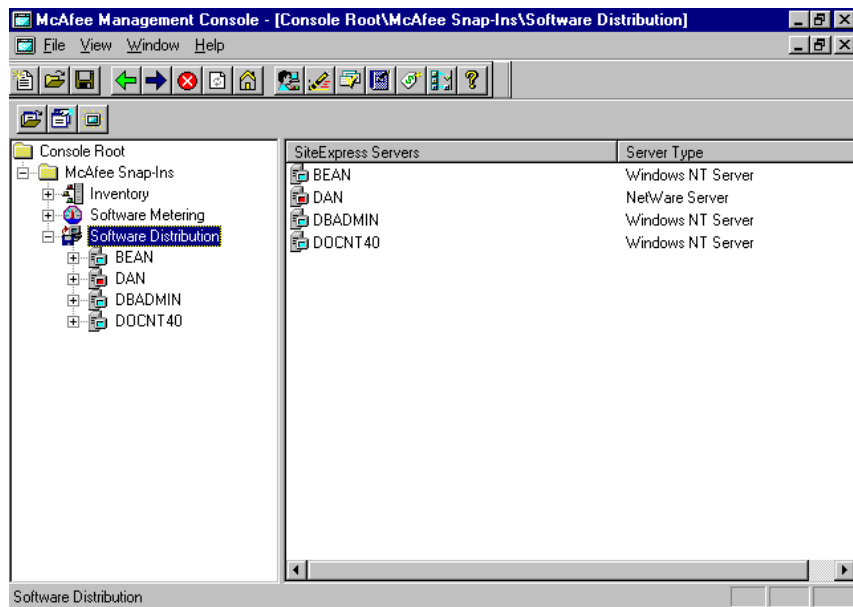 McAfee Management Console - [Console Root\McAfee Snap-Ins\Software Distribution]
File View Window Help
Console Root
McAfee Snap-Ins
Inventory
Software Metering
Software Distribution
BEAN
DAN
DBADMIN
DOCNT40
SiteExpress Servers Server Type
BEAN Windows NT Server
DAN NetWare Server
DBADMIN Windows NT Server
DOCNT40 Windows NT Server
Software Distribution